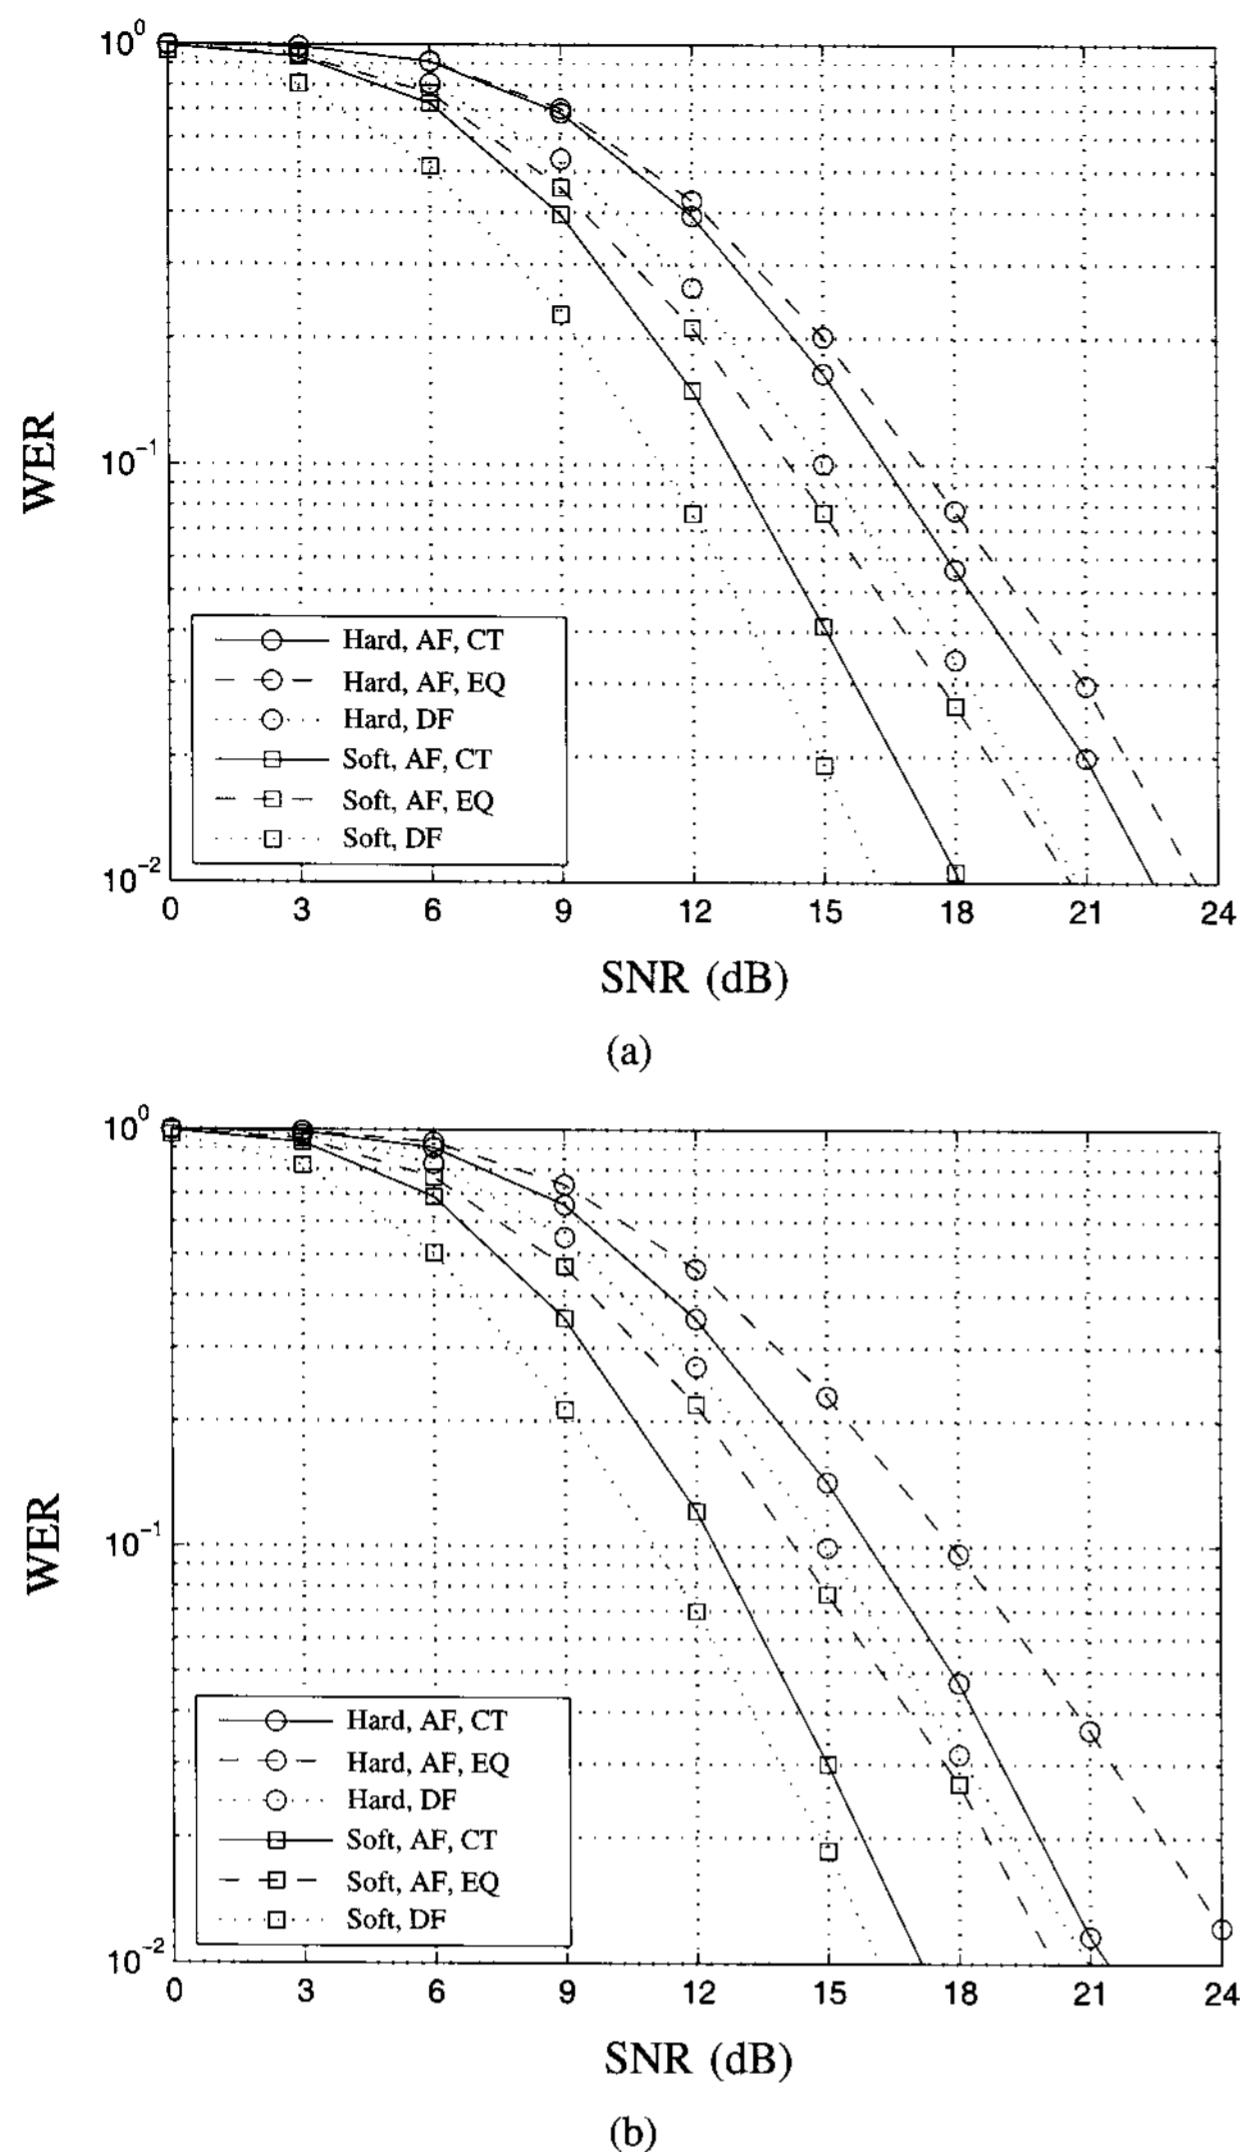 10^0
10^-1
10^-2
WER
Hard, AF, CT
Hard, AF, EQ
Hard, DF
Soft, AF, CT
Soft, AF, EQ
Soft, DF
0 3 6 9 12 15 18 21 24
SNR (dB)
(a)
10^0
10^-1
10^-2
WER
Hard, AF, CT
Hard, AF, EQ
Hard, DF
Soft, AF, CT
Soft, AF, EQ
Soft, DF
0 3 6 9 12 15 18 21 24
SNR (dB)
(b)